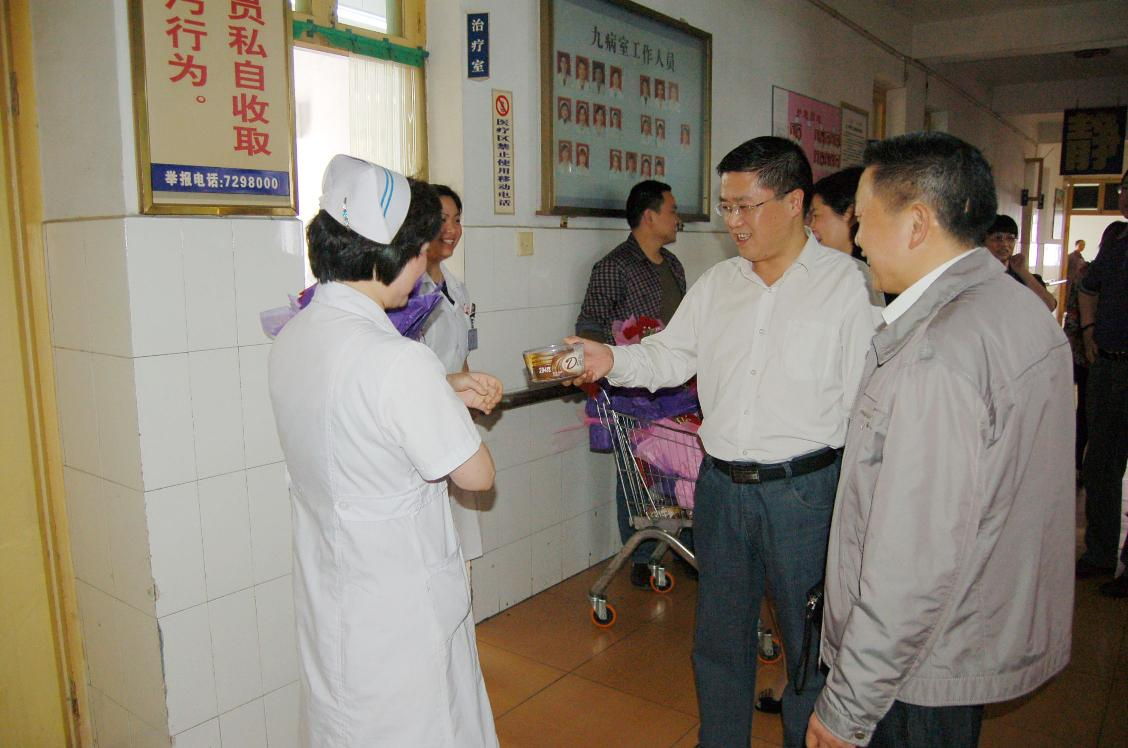 员私自收取
污行为。
举报电话:7298000
治疗室
医疗区禁止使用移动电话
九病室工作人员
静